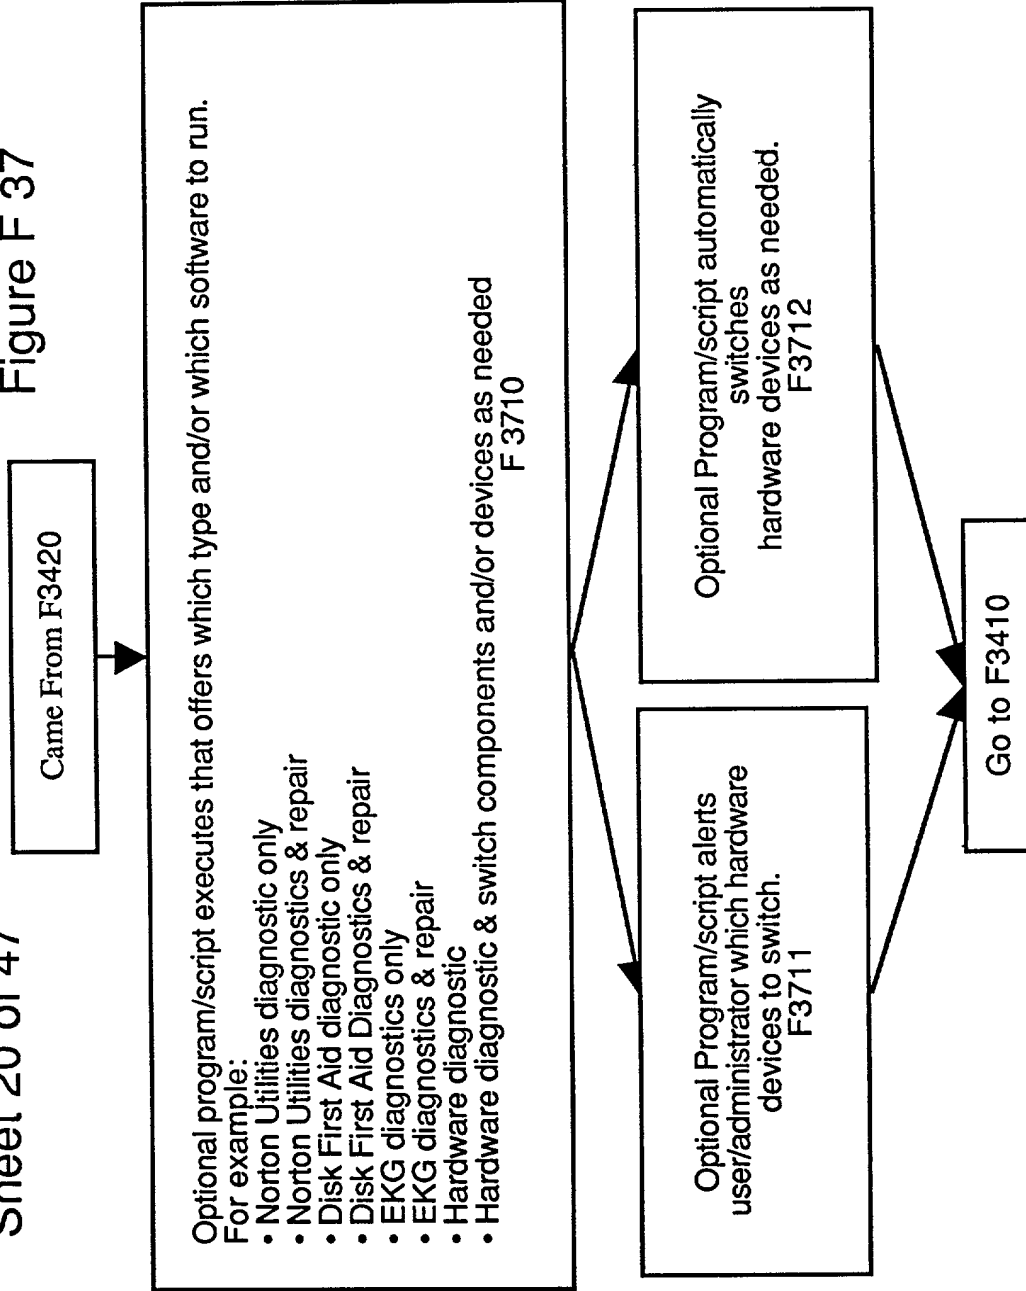 Sheet 20 of 47
Figure F 37
Came From F3420
Optional program/script executes that offers which type and/or which software to run.
For example:
• Norton Utilities diagnostic only
• Norton Utilities diagnostics & repair
• Disk First Aid diagnostic only
• Disk First Aid Diagnostics & repair
• EKG diagnostics only
• EKG diagnostics & repair
• Hardware diagnostic
• Hardware diagnostic & switch components and/or devices as needed
F 3710
Optional Program/script alerts
user/administrator which hardware
devices to switch.
F3711
Optional Program/script automatically
switches
hardware devices as needed.
F3712
Go to F3410